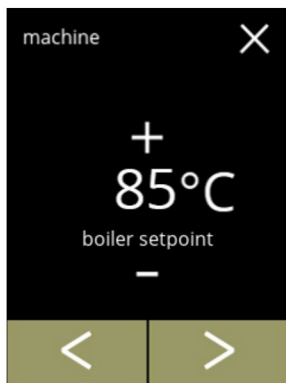 machine
+
85°C
boiler setpoint
-
< >